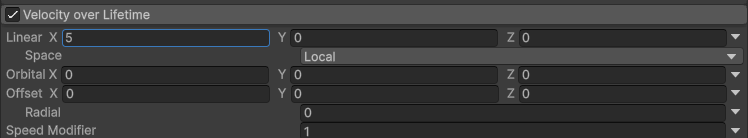 Velocity over Lifetime
Linear X 5 Y 0 Z 0
Space Local
Orbital X 0 Y 0 Z 0
Offset X 0 Y 0 Z 0
Radial 0
Speed Modifier 1